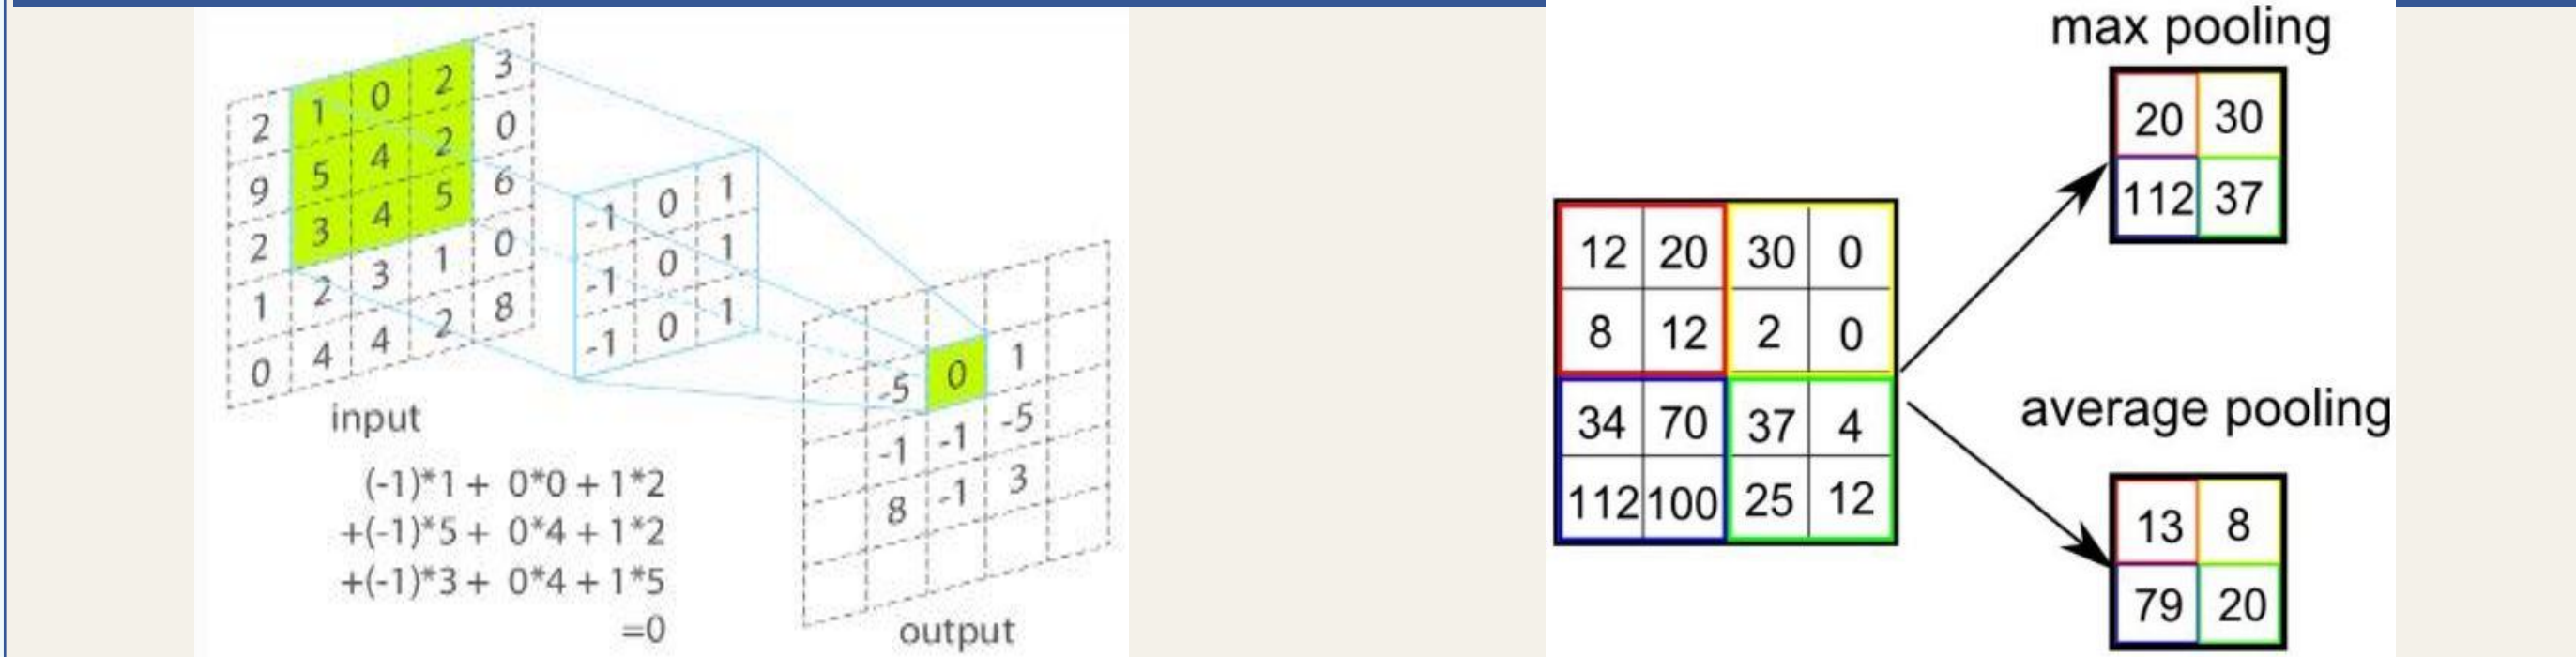 2 1 0 2 3
9 5 4 2 0
2 3 4 5 6
1 2 3 1 0
0 4 4 2 8
input
-1 0 1
-1 0 1
-1 0 1
(-1)*1 + 0*0 + 1*2
+(-1)*5 + 0*4 + 1*2
+(-1)*3 + 0*4 + 1*5
=0
-5 0 1
-1 -1 -5
8 -1 3
output
12 20 30 0
8 12 2 0
34 70 37 4
112 100 25 12
max pooling
20 30
112 37
average pooling
13 8
79 20